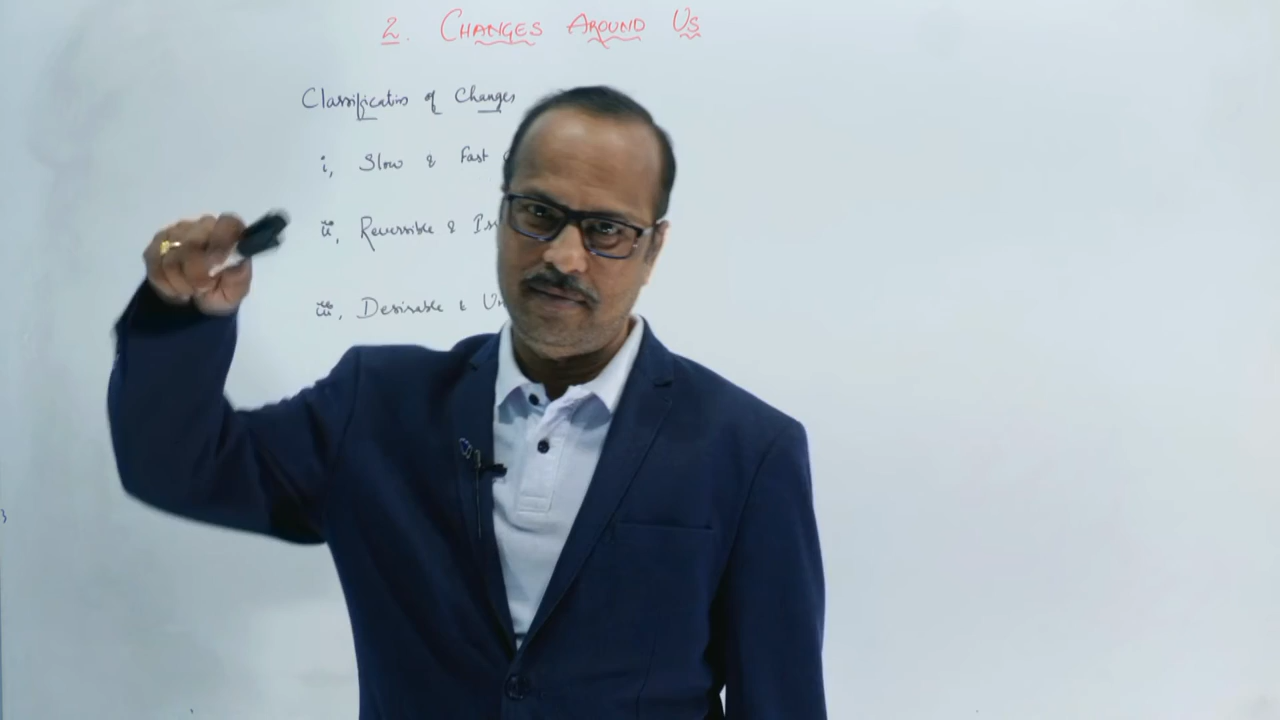 2. CHANGES AROUND US
Classification of Changes
i, Slow & Fast
ii, Reversible &
iii, Desirable &